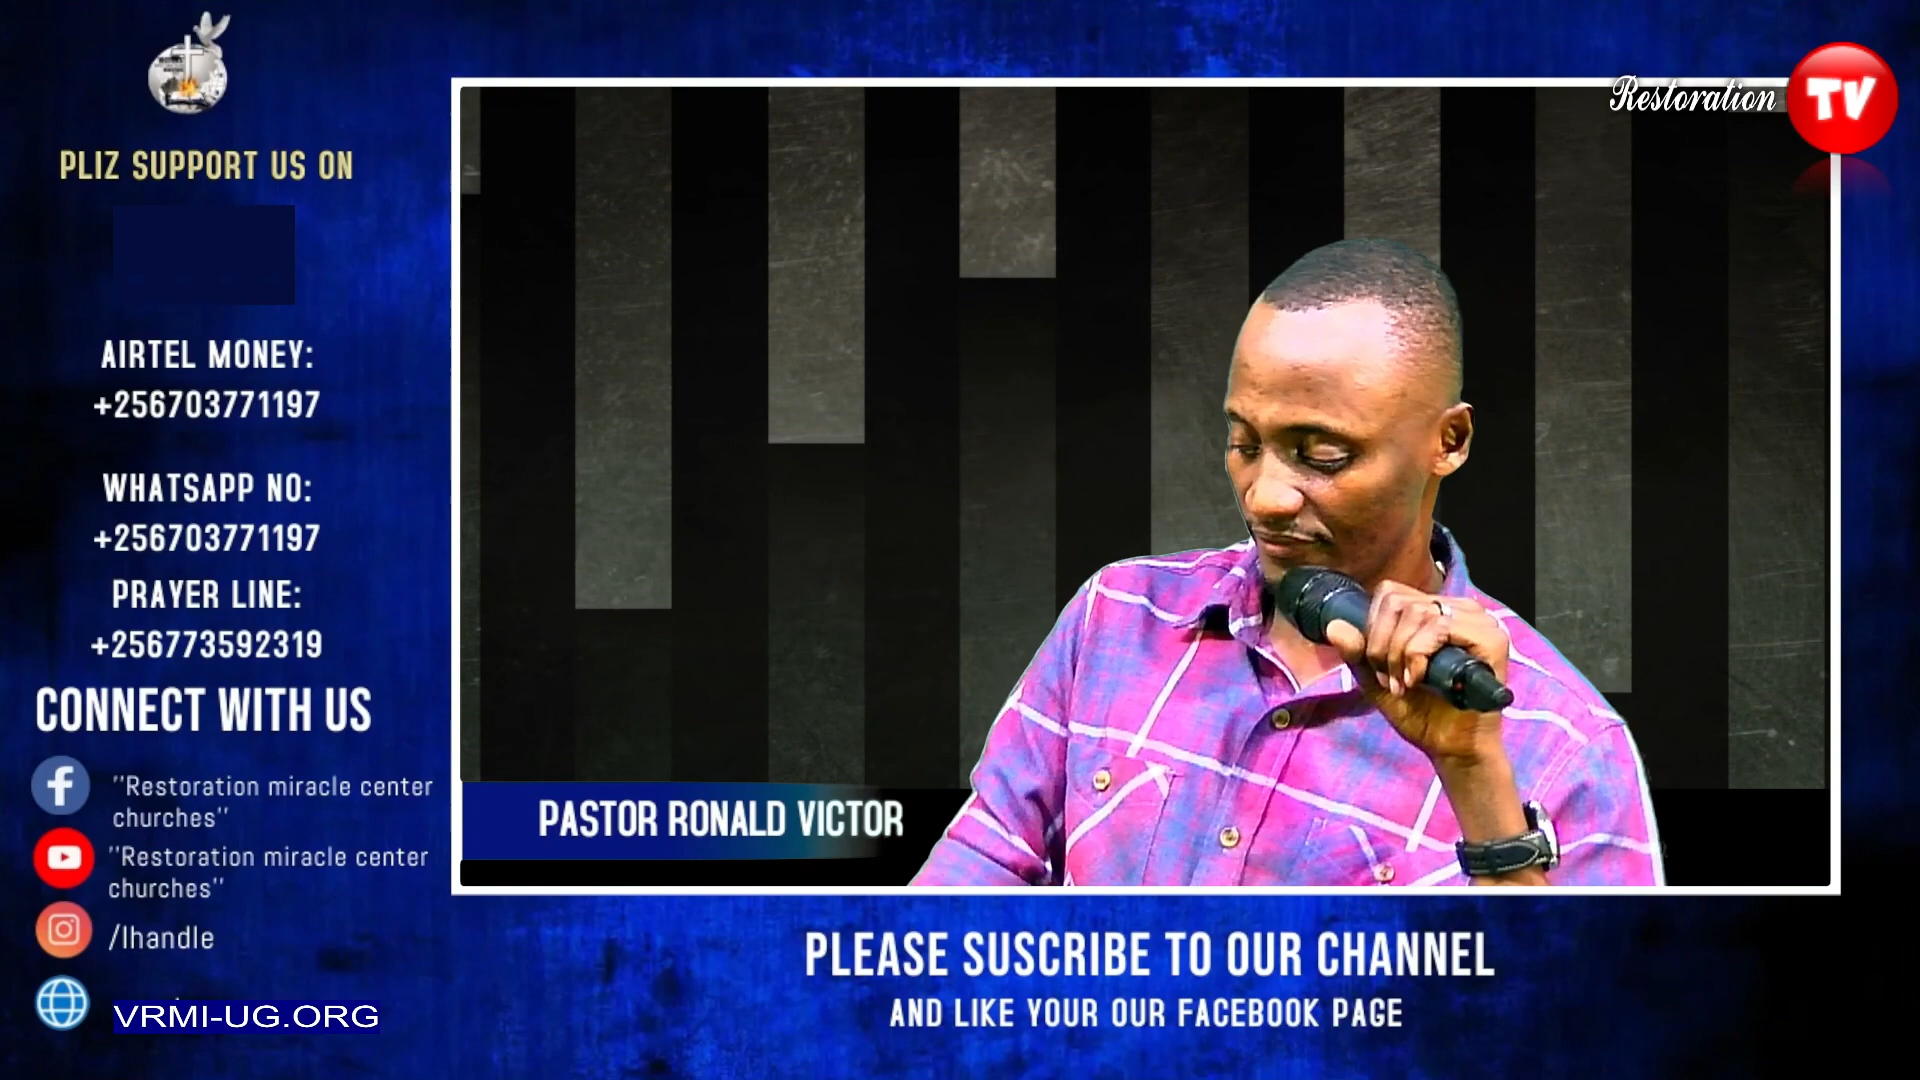 PLIZ SUPPORT US ON
AIRTEL MONEY:
+256703771197
WHATSAPP NO:
+256703771197
PRAYER LINE:
+256773592319
CONNECT WITH US
"Restoration miracle center
churches"
"Restoration miracle center
churches"
/Ihandle
VRMI-UG.ORG
Restoration TV
PASTOR RONALD VICTOR
PLEASE SUSCRIBE TO OUR CHANNEL
AND LIKE YOUR OUR FACEBOOK PAGE